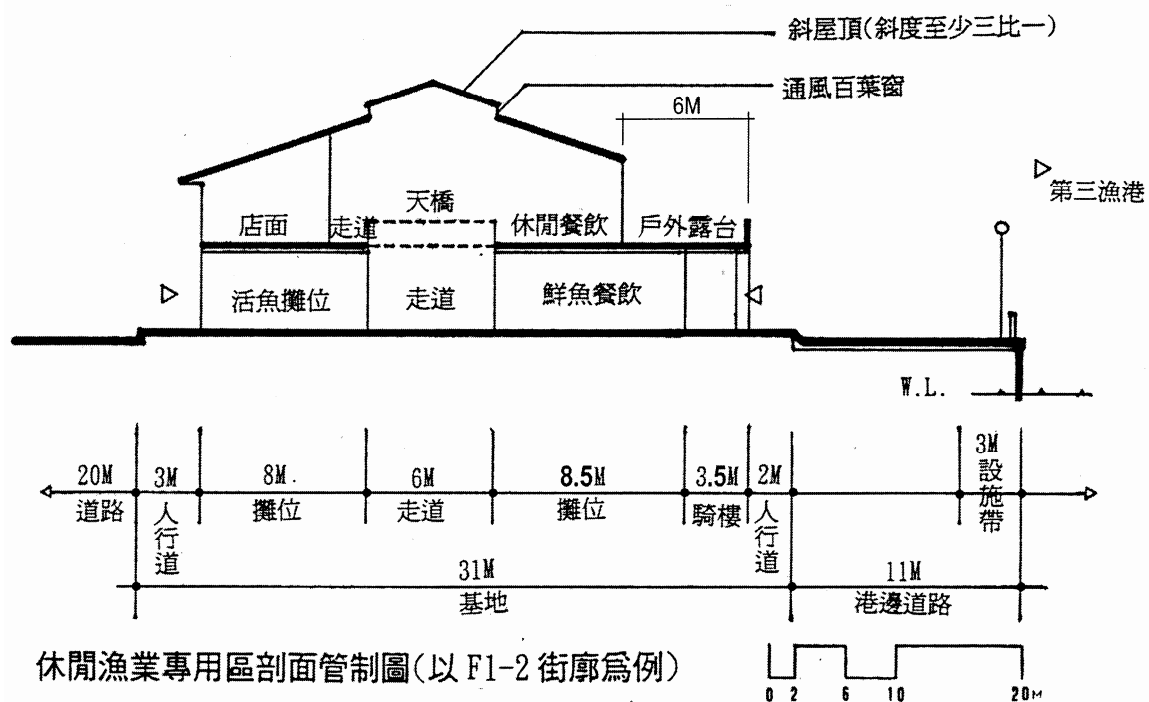 斜屋頂(斜度至少三比一)
通風百葉窗
6M
第三漁港
天橋
店面
走道
休閒餐飲
戶外露台
活魚攤位
走道
鮮魚餐飲
W.L.
20M
3M
8M
6M
8.5M
3.5M
2M
3M
道路
人行道
攤位
走道
攤位
騎樓
人行道
設施帶
31M
11M
基地
港邊道路
休閒漁業專用區剖面管制圖(以 F1-2 街廓為例)
0 2 6 10 20M